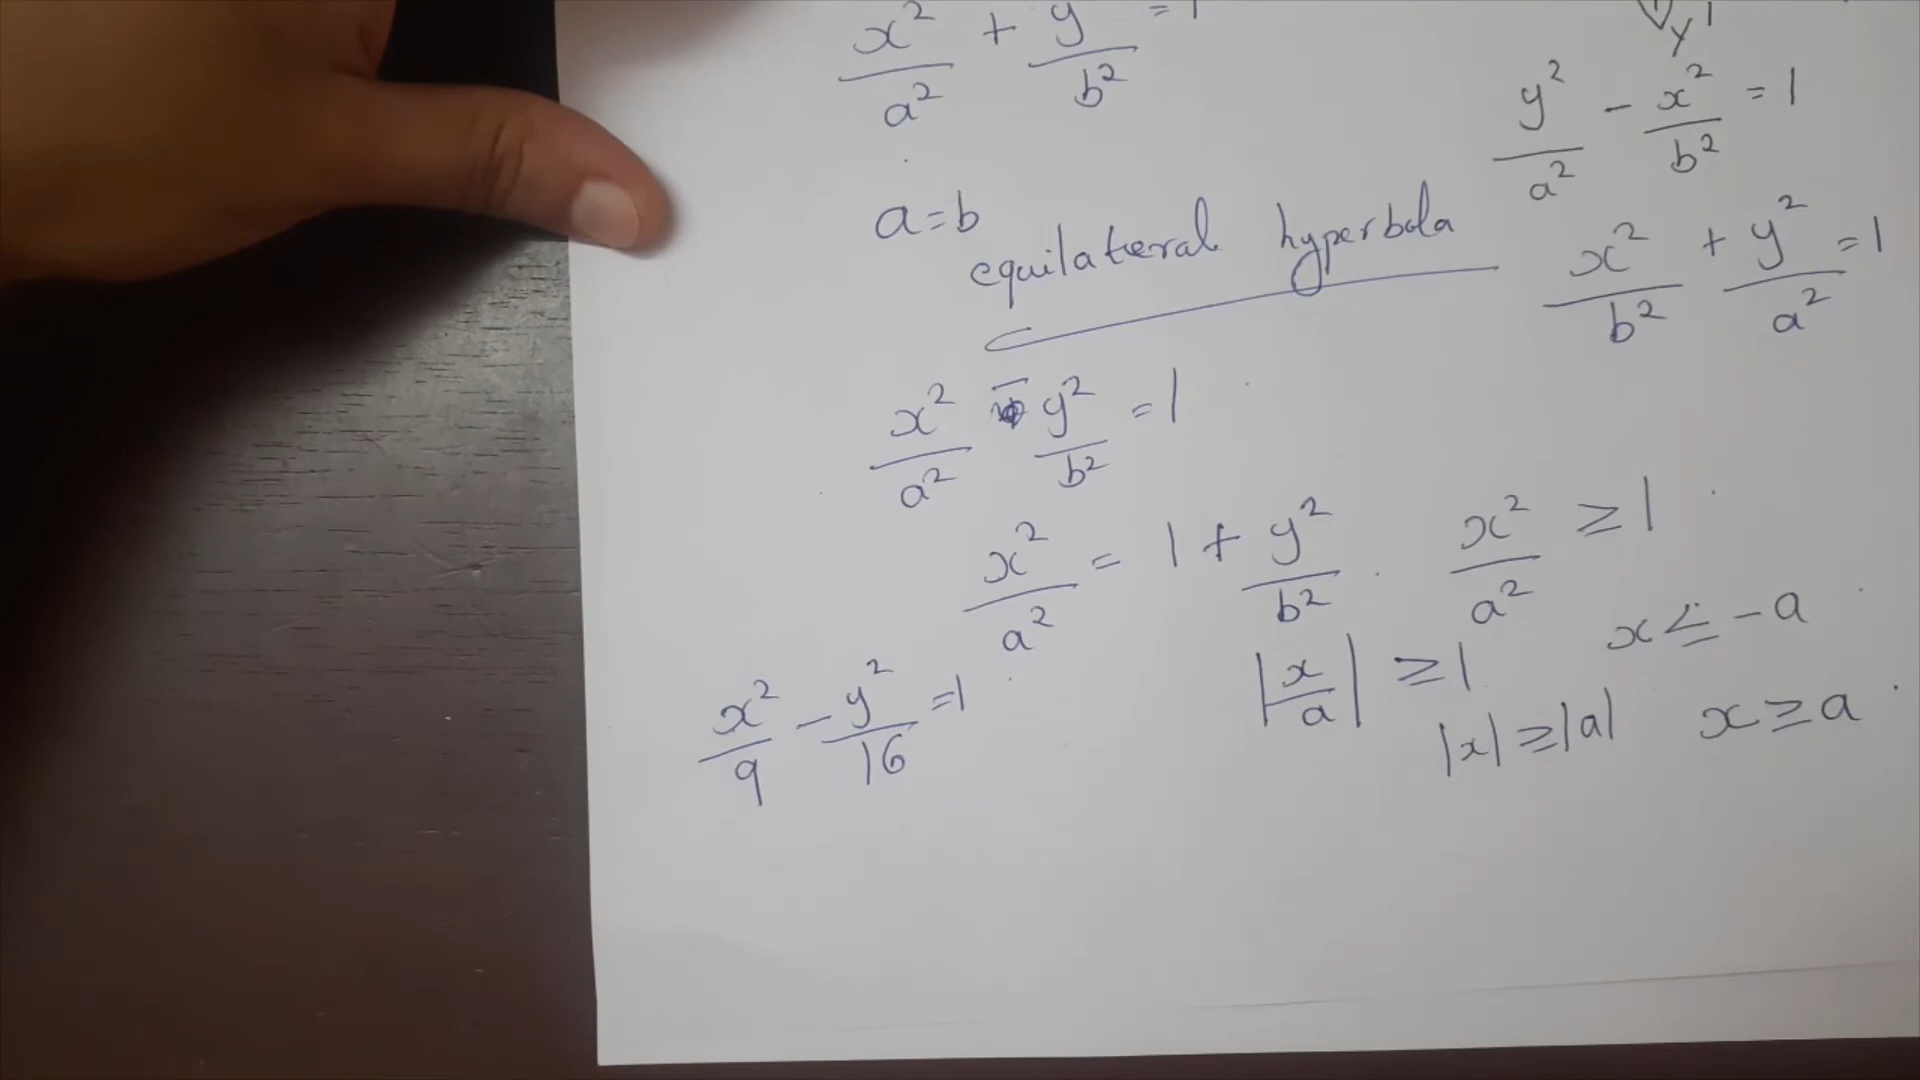 x²/a² + y/b² = 1
y'
y²/a² - x²/b² = 1
a=b
equilateral hyperbola
x²/b² + y²/a² = 1
x²/a² - y²/b² = 1
x²/a² = 1 + y²/b² . x²/a² ≥ 1
x²/9 - y²/16 = 1
|x/a| ≥ 1 x ≤ -a
|x| ≥ |a| x ≥ a